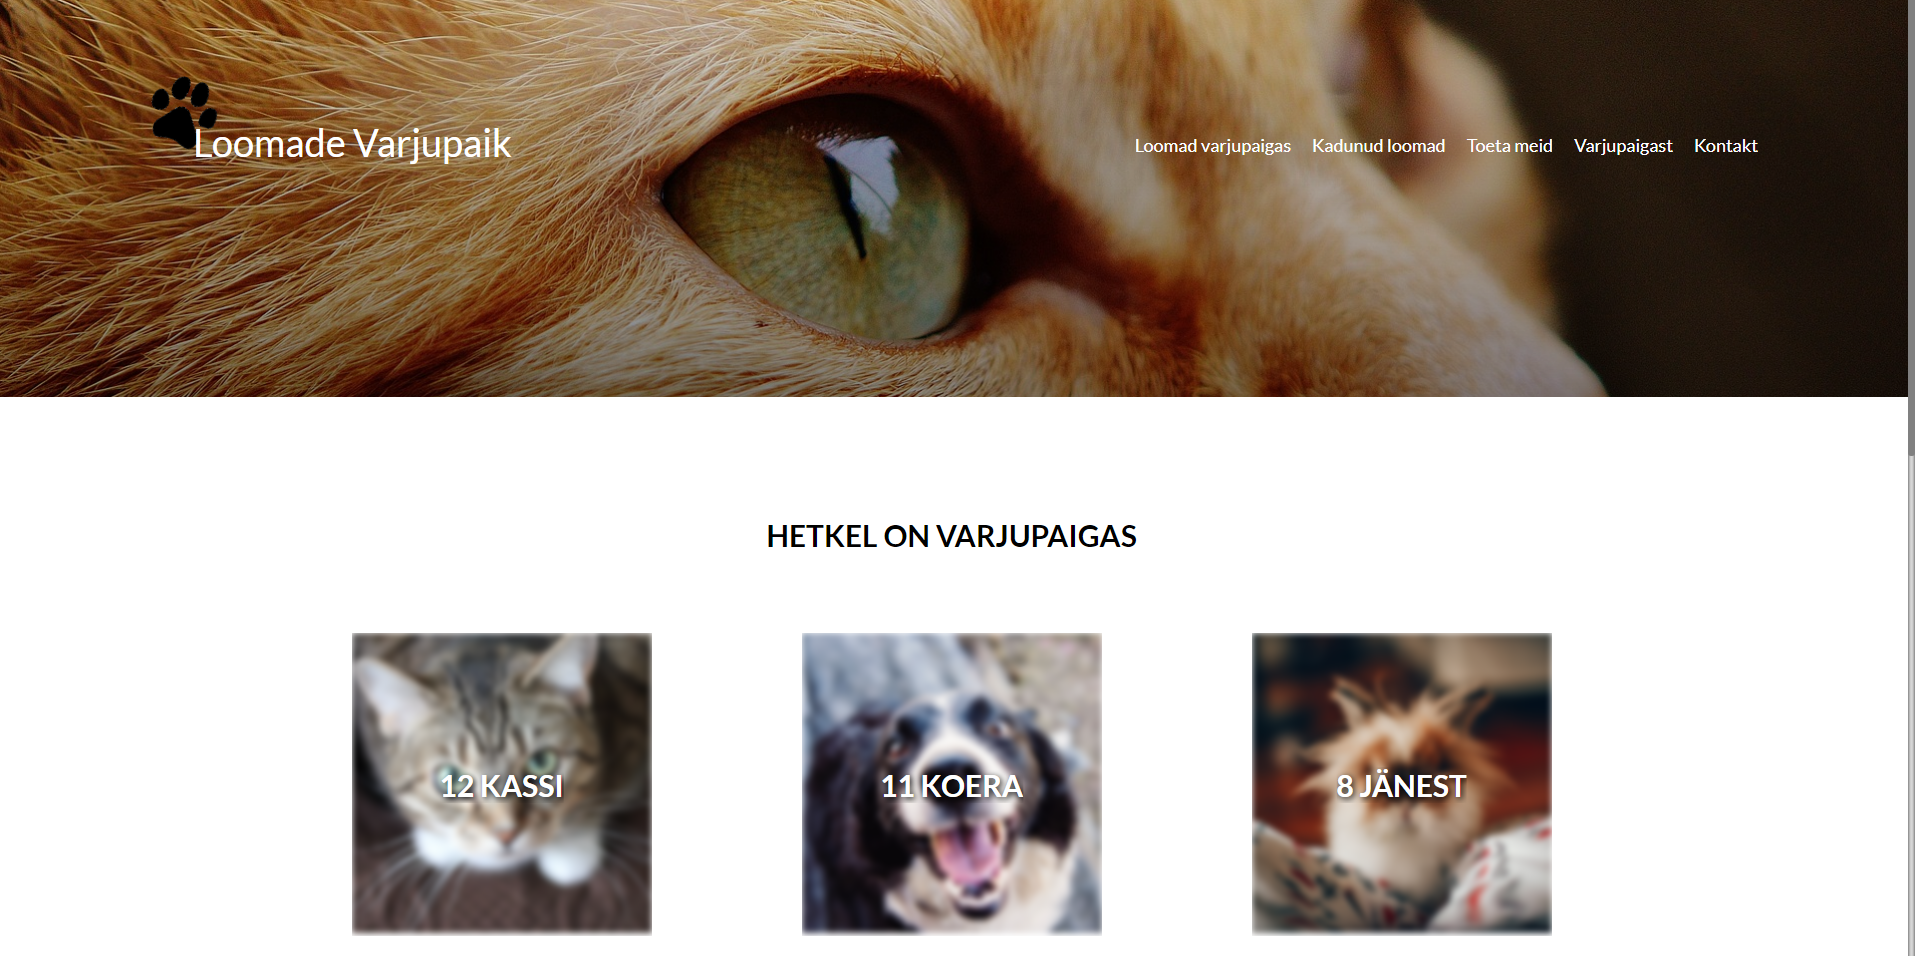 Loomade Varjupaik
Loomad varjupaigas Kadunud loomad Toeta meid Varjupaigast Kontakt
HETKEL ON VARJUPAIGAS
12 KASSI
11 KOERA
8 JÄNEST